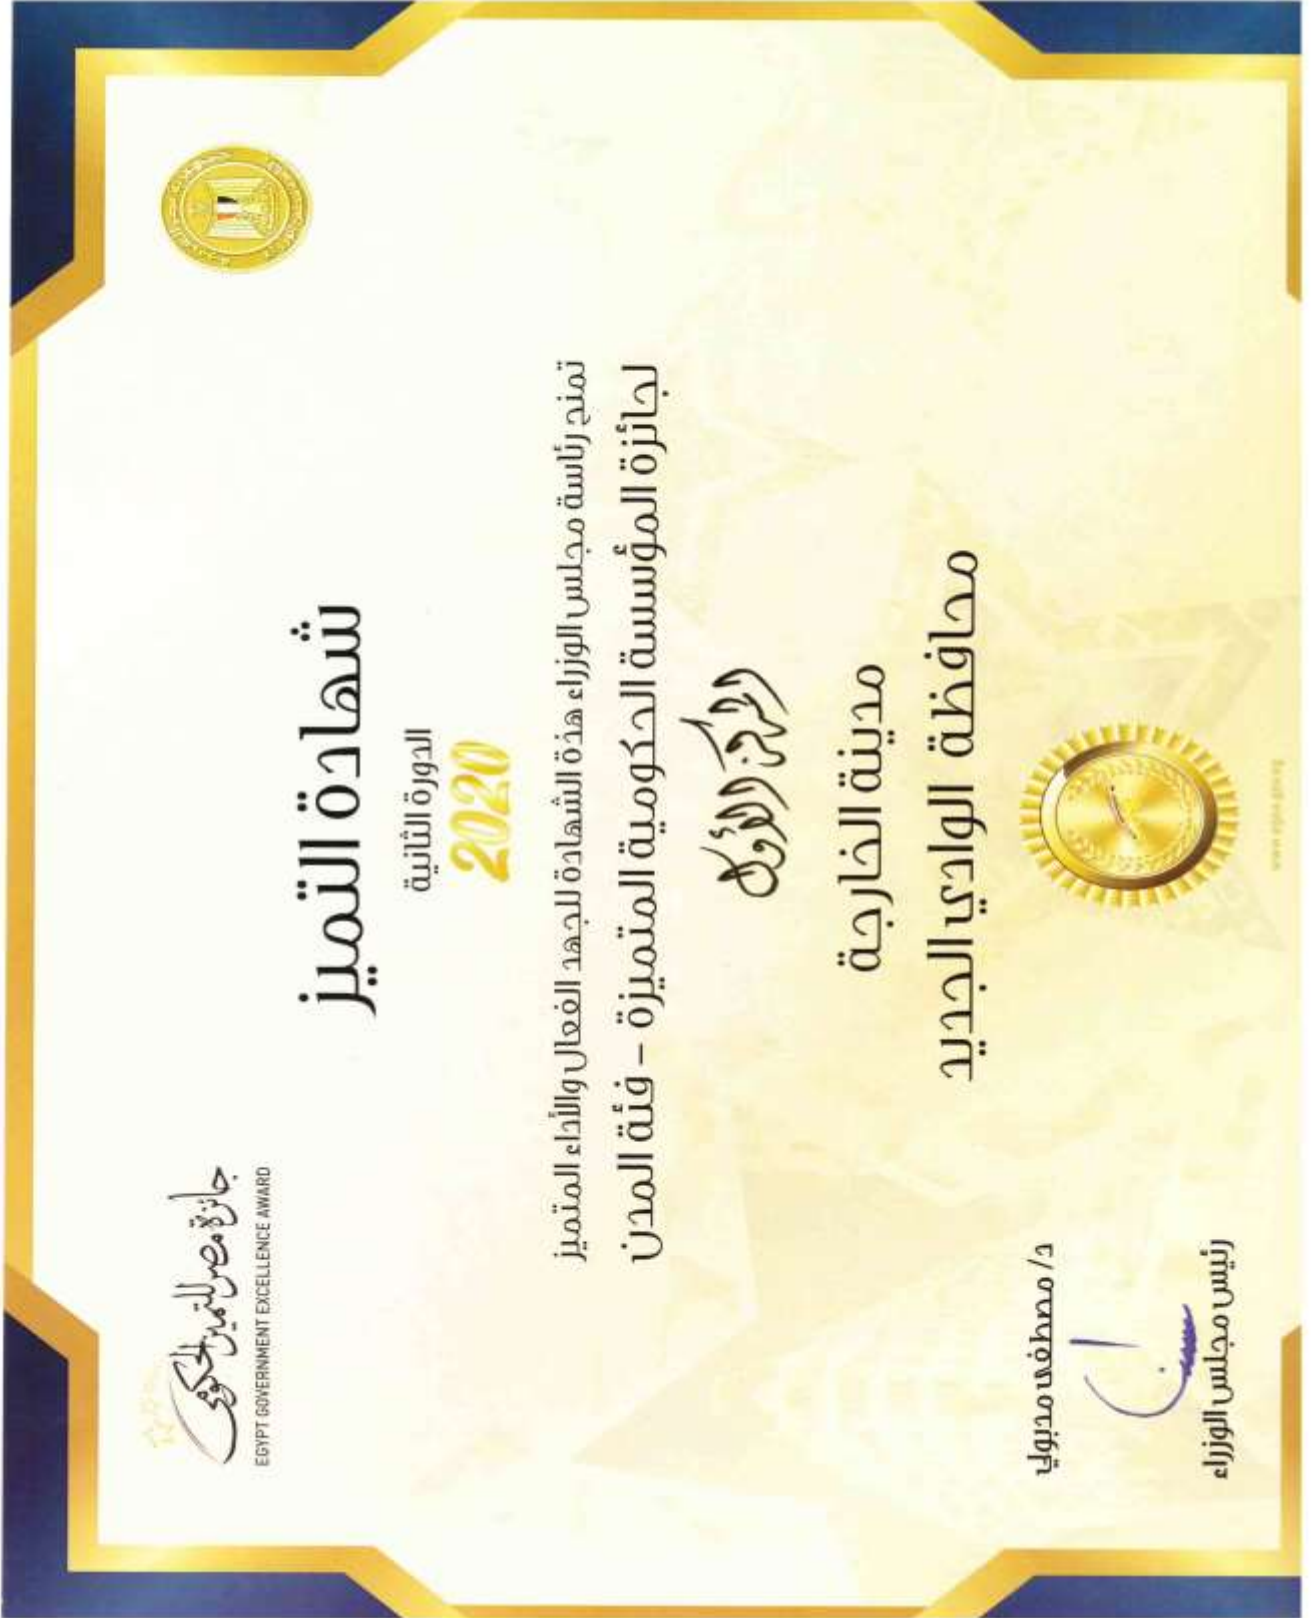 جائزة مصر للتميز الحكومي
EGYPT GOVERNMENT EXCELLENCE AWARD
شهادة التميز
الدورة الثانية
2020
تمنح رئاسة مجلس الوزراء هذة الشهادة للجهد الفعال والأداء المتميز
لجائزة المؤسسة الحكومية المتميزة – فئة المدن
المركز الأول
مدينة الخارجة
محافظة الوادي الجديد
د/ مصطفى مدبولي
رئيس مجلس الوزراء